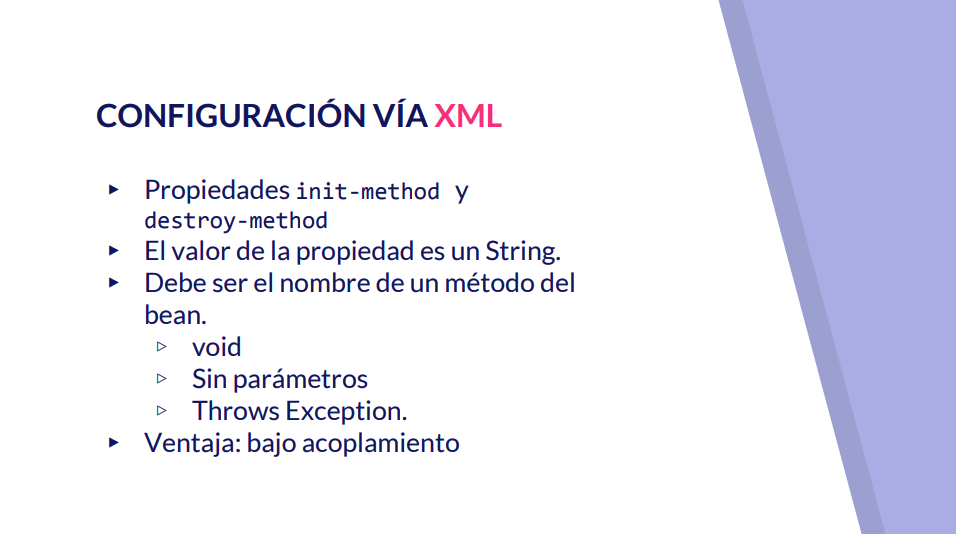 CONFIGURACIÓN VÍA XML
▸ Propiedades init-method y
destroy-method
▸ El valor de la propiedad es un String.
▸ Debe ser el nombre de un método del
bean.
▹ void
▹ Sin parámetros
▹ Throws Exception.
▸ Ventaja: bajo acoplamiento